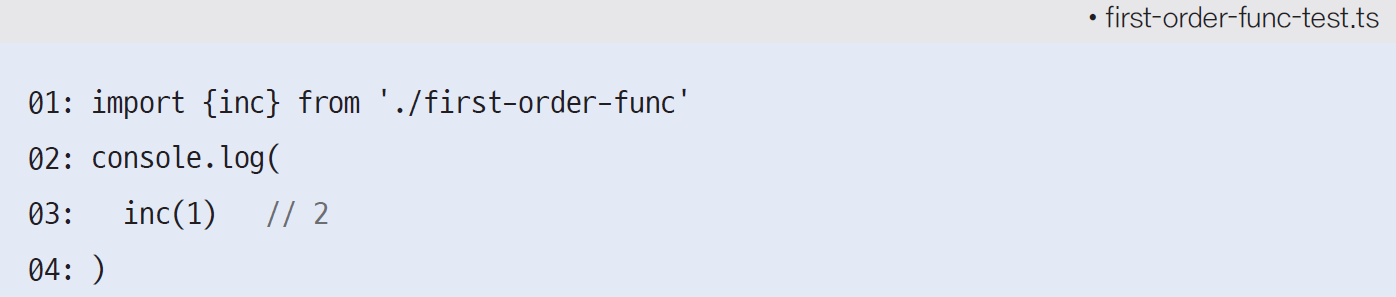 • first-order-func-test.ts
01: import {inc} from './first-order-func'
02: console.log(
03:   inc(1)   // 2
04: )